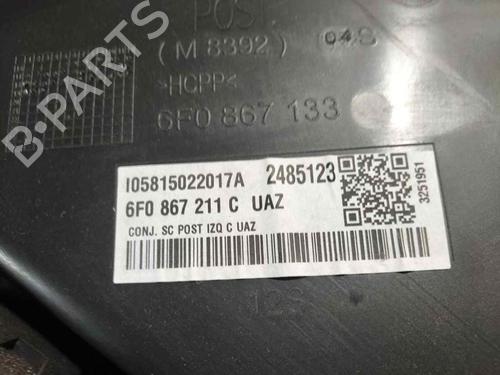 POST.
( M 8392 ) 048
>HCPP<
6F0 867 133
I05815022017A 2485123
6F0 867 211 C UAZ
CONJ. SC POST IZQ C UAZ
3251951
B-PARTS